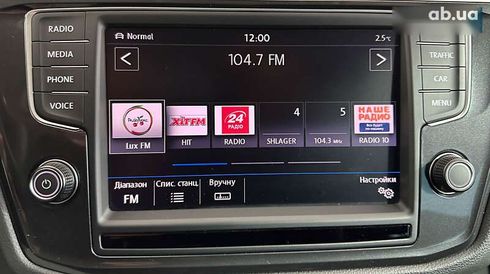 ab.ua
RADIO
MEDIA
PHONE
VOICE
Normal
12:00
2.5°C
104.7 FM
TRAFFIC
CAR
MENU
Lux FM
ХІТ FM
HIT
24
РАДІО
RADIO
4
SHLAGER
5
104.3 MHz
НАШЕ
РАДИО
RADIO 10
Діапазон
FM
Спис. станц.
Вручну
Настройки